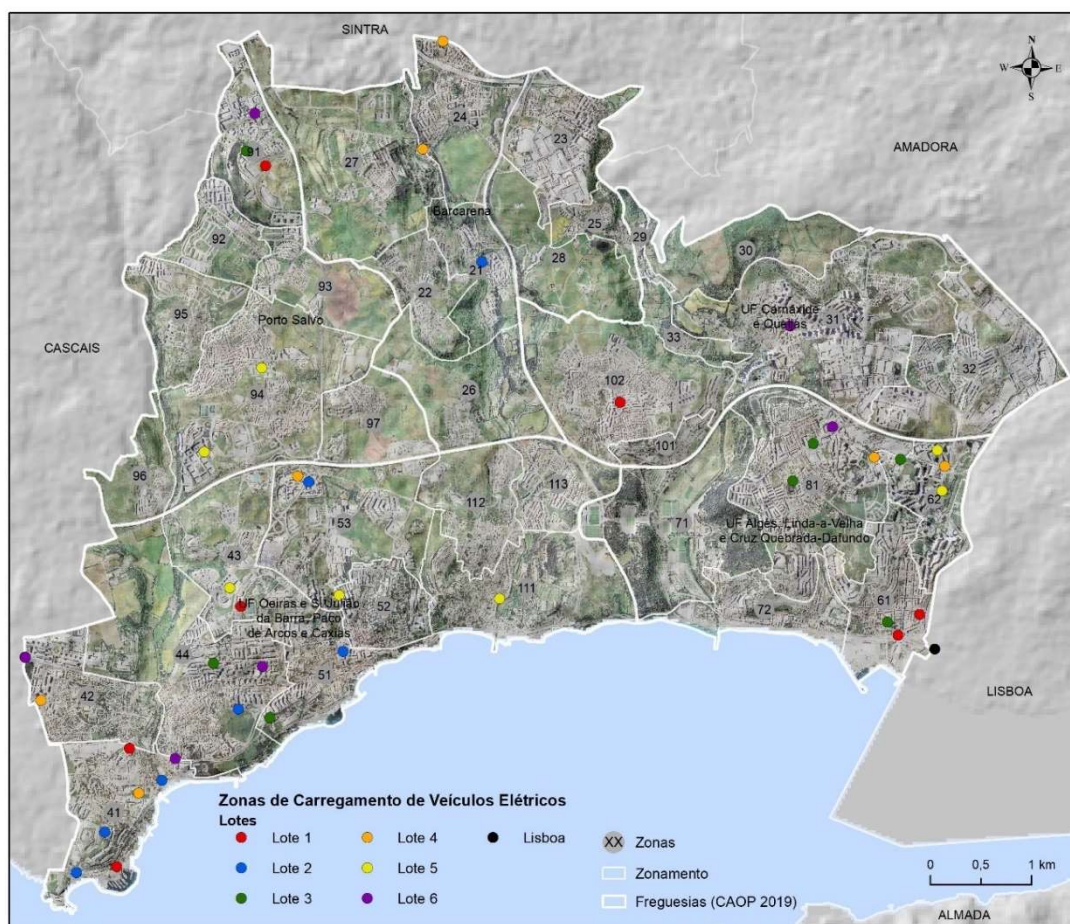 SINTRA
N
W E
S
69
24
23
91
27
AMADORA
Barcarena
25
29
92
30
28
21
22
93
UF Carnaxide
e Queijas
31
95
Porto Salvo
33
CASCAIS
32
102
94
26
97
101
96
81
62
112
113
53
71
UF Algés, Linda-a-Velha
e Cruz Quebrada-Dafundo
43
111
52
UF Oeiras e S. Julião
da Barra, Paço
de Arcos e Caxias
72
61
44
51
42
LISBOA
41
Zonas de Carregamento de Veículos Elétricos
Lotes
Lote 1
Lote 4
Lisboa
XX Zonas
Lote 2
Lote 5
Zonamento
Lote 3
Lote 6
Freguesias (CAOP 2019)
0 0,5 1 km
ALMADA